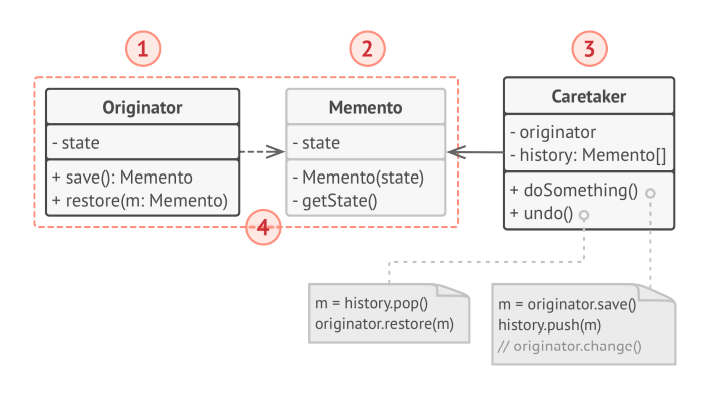 1
2
3
Originator
- state
+ save(): Memento
+ restore(m: Memento)
Memento
- state
- Memento(state)
- getState()
Caretaker
- originator
- history: Memento[]
+ doSomething()
+ undo()
4
m = history.pop()
originator.restore(m)
m = originator.save()
history.push(m)
// originator.change()